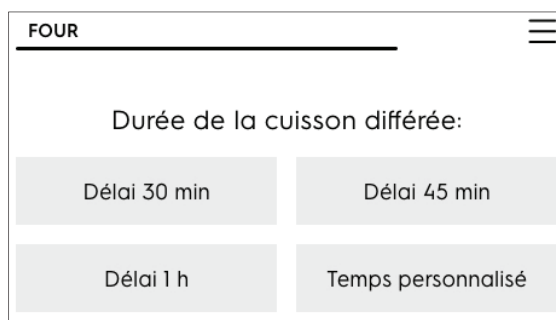 FOUR
Durée de la cuisson différée:
Délai 30 min
Délai 45 min
Délai 1 h
Temps personnalisé